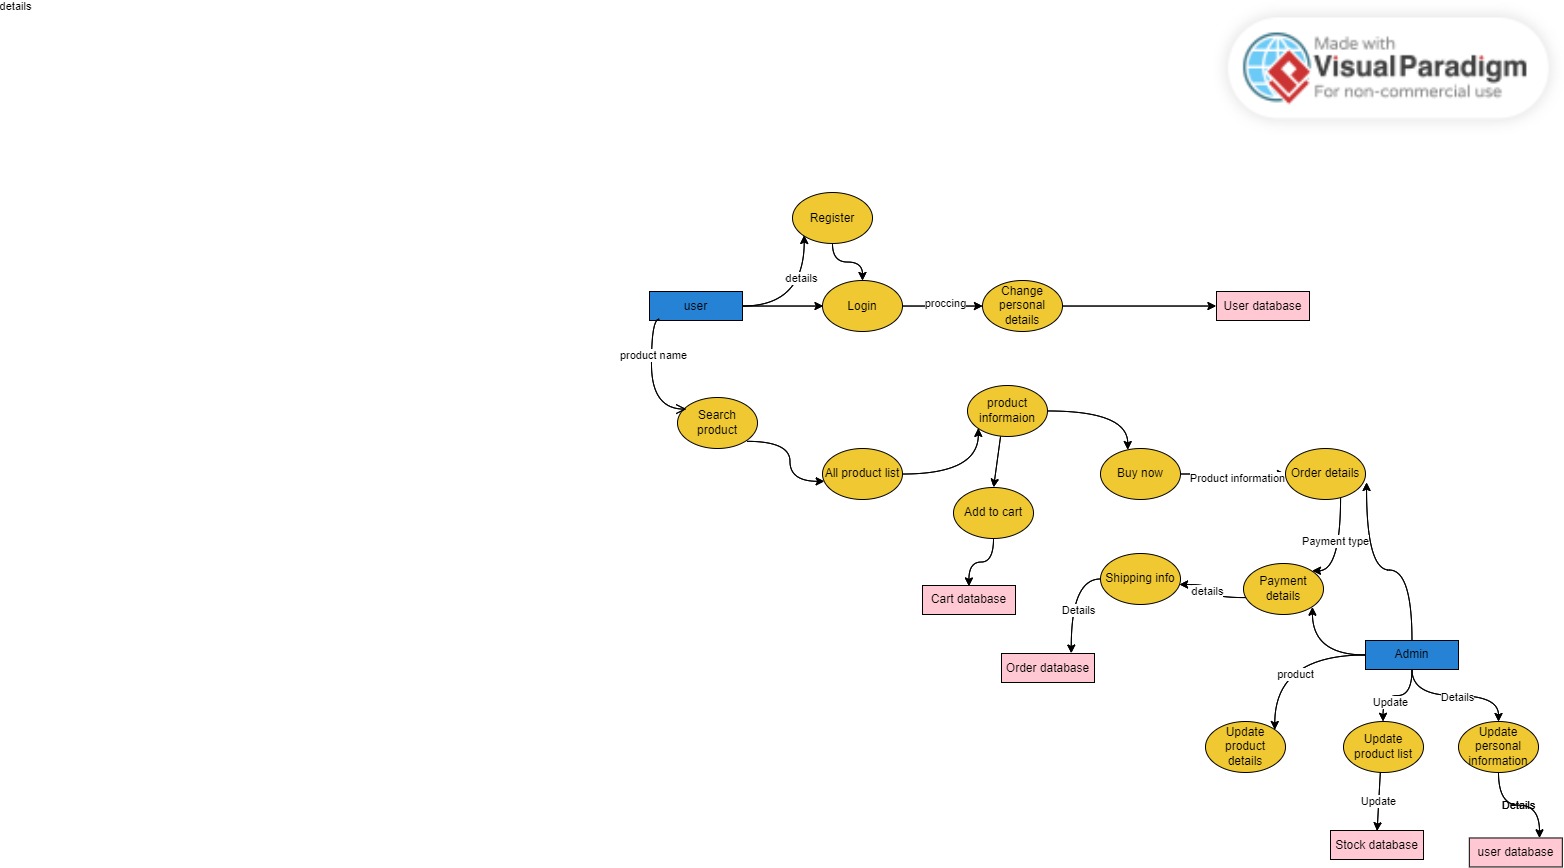 details
Made with
VisualParadigm
For non-commercial use
Register
details
user
Login
proccing
Change
personal
details
User database
product name
Search
product
product
informaion
All product list
Buy now
Product information
Order details
Add to cart
Payment type
Shipping info
details
Payment
details
Cart database
Details
Order database
Admin
product
Update
Details
Update
product
details
Update
product list
Update
personal
information
Update
Details
Stock database
user database